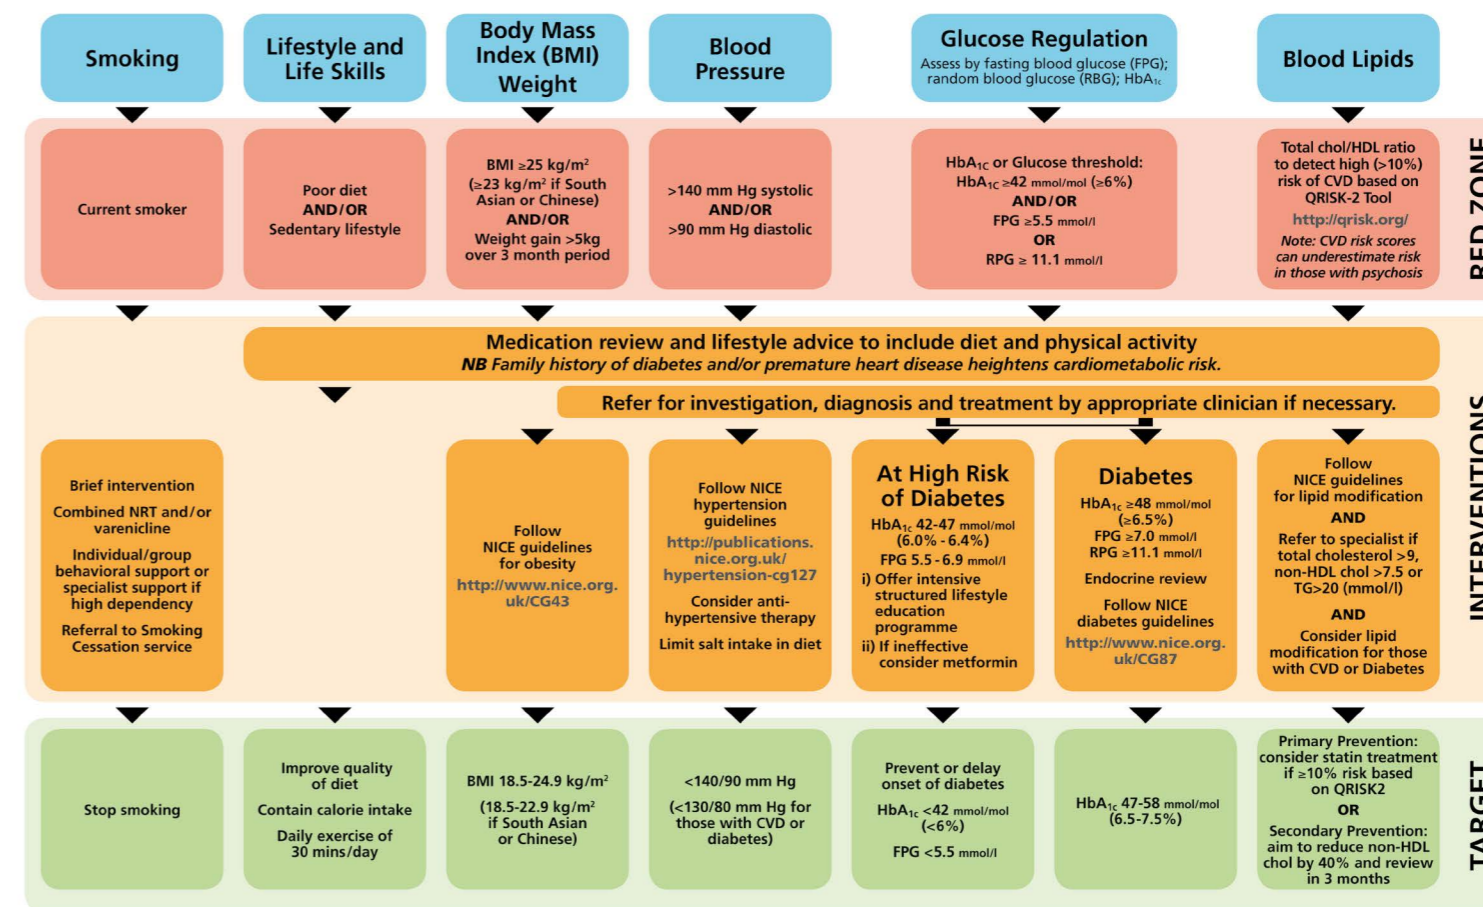 Smoking
Lifestyle and
Life Skills
Body Mass
Index (BMI)
Weight
Blood
Pressure
Glucose Regulation
Assess by fasting blood glucose (FPG);
random blood glucose (RBG); HbA1c
Blood Lipids
RED ZONE
Current smoker
Poor diet
AND/OR
Sedentary lifestyle
BMI ≥25 kg/m²
(≥23 kg/m² if South
Asian or Chinese)
AND/OR
Weight gain >5kg
over 3 month period
>140 mm Hg systolic
AND/OR
>90 mm Hg diastolic
HbA1C or Glucose threshold:
HbA1C ≥42 mmol/mol (≥6%)
AND/OR
FPG ≥5.5 mmol/l
OR
RPG ≥ 11.1 mmol/l
Total chol/HDL ratio
to detect high (>10%)
risk of CVD based on
QRISK-2 Tool
http://qrisk.org/
Note: CVD risk scores
can underestimate risk
in those with psychosis
INTERVENTIONS
Medication review and lifestyle advice to include diet and physical activity
NB Family history of diabetes and/or premature heart disease heightens cardiometabolic risk.
Refer for investigation, diagnosis and treatment by appropriate clinician if necessary.
Brief intervention
Combined NRT and/or
varenicline
Individual/group
behavioral support or
specialist support if
high dependency
Referral to Smoking
Cessation service
Follow
NICE guidelines
for obesity
http://www.nice.org.
uk/CG43
Follow NICE
hypertension
guidelines
http://publications.
nice.org.uk/
hypertension-cg127
Consider anti-
hypertensive therapy
Limit salt intake in diet
At High Risk
of Diabetes
HbA1c 42-47 mmol/mol
(6.0% - 6.4%)
FPG 5.5 - 6.9 mmol/l
i) Offer intensive
structured lifestyle
education
programme
ii) If ineffective
consider metformin
Diabetes
HbA1c ≥48 mmol/mol
(≥6.5%)
FPG ≥7.0 mmol/l
RPG ≥11.1 mmol/l
Endocrine review
Follow NICE
diabetes guidelines
http://www.nice.org.
uk/CG87
Follow
NICE guidelines
for lipid modification
AND
Refer to specialist if
total cholesterol >9,
non-HDL chol >7.5 or
TG>20 (mmol/l)
AND
Consider lipid
modification for those
with CVD or Diabetes
TARGET
Stop smoking
Improve quality
of diet
Contain calorie intake
Daily exercise of
30 mins/day
BMI 18.5-24.9 kg/m²
(18.5-22.9 kg/m²
if South Asian
or Chinese)
<140/90 mm Hg
(<130/80 mm Hg for
those with CVD or
diabetes)
Prevent or delay
onset of diabetes
HbA1c <42 mmol/mol
(<6%)
FPG <5.5 mmol/l
HbA1c 47-58 mmol/mol
(6.5-7.5%)
Primary Prevention:
consider statin treatment
if ≥10% risk based
on QRISK2
OR
Secondary Prevention:
aim to reduce non-HDL
chol by 40% and review
in 3 months